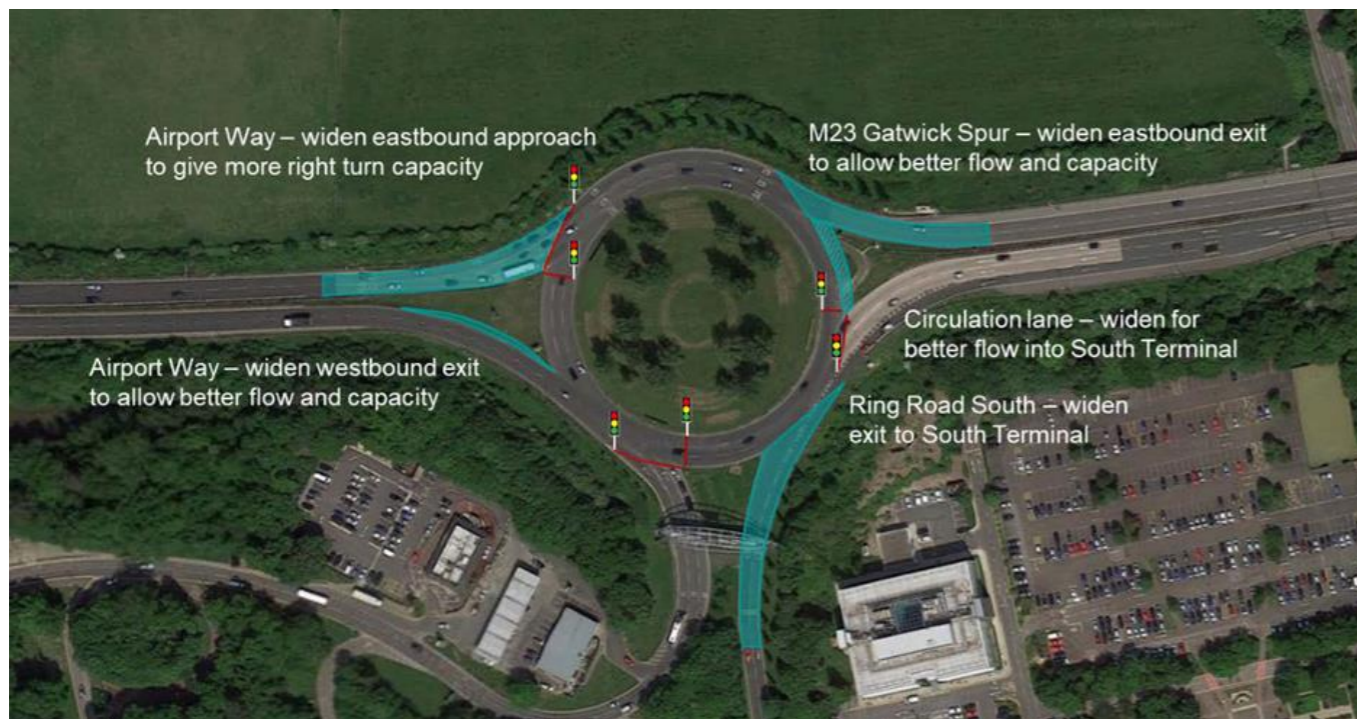 Airport Way – widen eastbound approach
to give more right turn capacity
M23 Gatwick Spur – widen eastbound exit
to allow better flow and capacity
Circulation lane – widen for
better flow into South Terminal
Airport Way – widen westbound exit
to allow better flow and capacity
Ring Road South – widen
exit to South Terminal